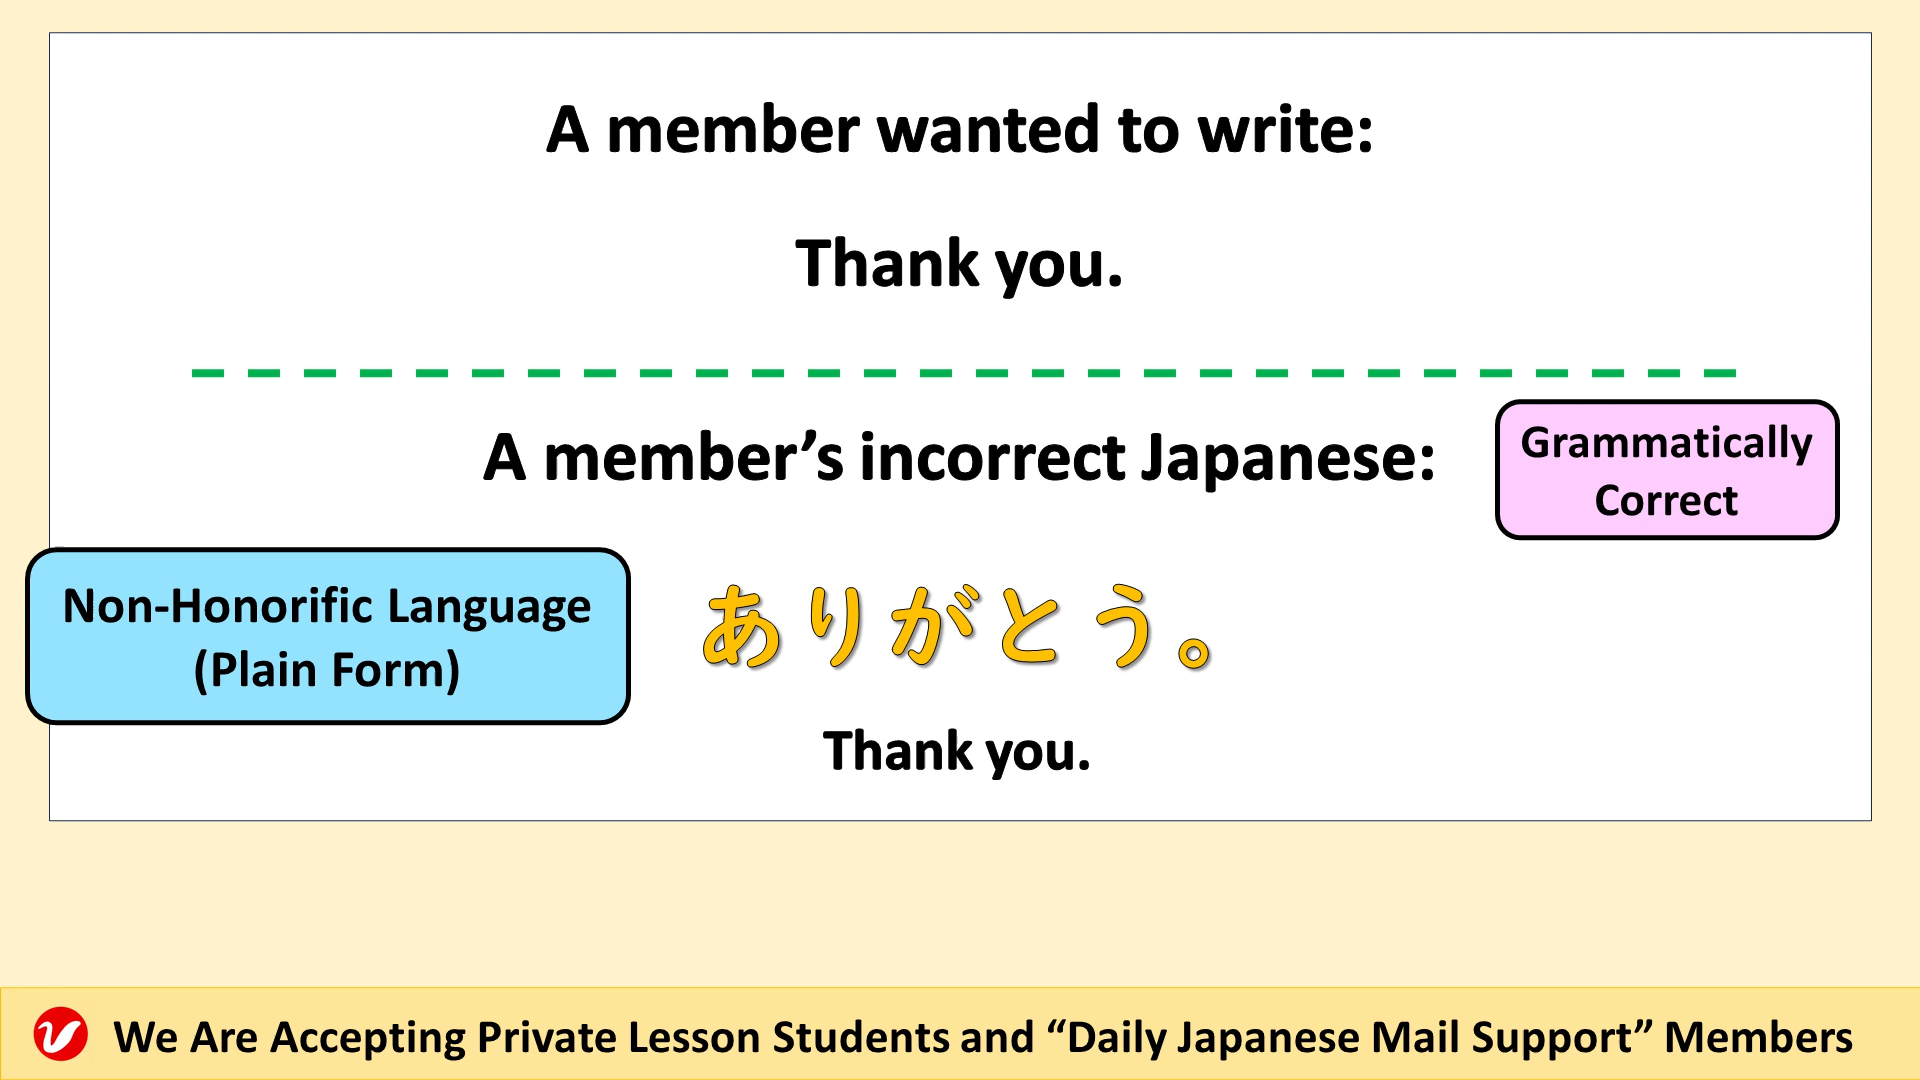 A member wanted to write:
Thank you.
A member’s incorrect Japanese:
Grammatically
Correct
Non-Honorific Language
(Plain Form)
ありがとう。
Thank you.
We Are Accepting Private Lesson Students and “Daily Japanese Mail Support” Members